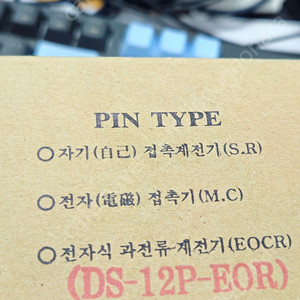 PIN TYPE
○자기(自己) 접촉계전기(S.R)
○전자(電磁) 접촉기(M.C)
○전자식 과전류계전기(EOCR)
(DS-12P-EOR)